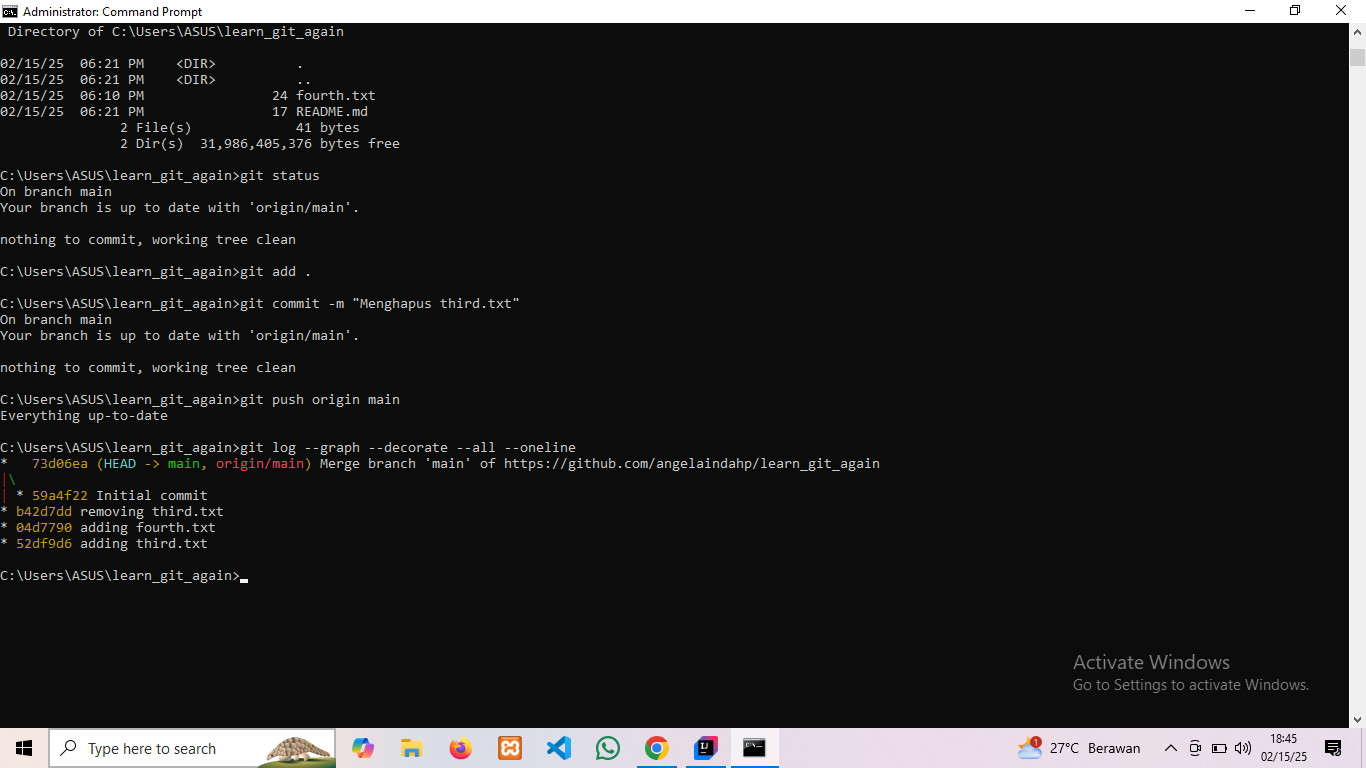 Administrator: Command Prompt
Directory of C:\Users\ASUS\learn_git_again
02/15/25  06:21 PM    <DIR>          .
02/15/25  06:21 PM    <DIR>          ..
02/15/25  06:10 PM                24 fourth.txt
02/15/25  06:21 PM                17 README.md
2 File(s)             41 bytes
2 Dir(s)  31,986,405,376 bytes free
C:\Users\ASUS\learn_git_again>git status
On branch main
Your branch is up to date with 'origin/main'.
nothing to commit, working tree clean
C:\Users\ASUS\learn_git_again>git add .
C:\Users\ASUS\learn_git_again>git commit -m "Menghapus third.txt"
On branch main
Your branch is up to date with 'origin/main'.
nothing to commit, working tree clean
C:\Users\ASUS\learn_git_again>git push origin main
Everything up-to-date
C:\Users\ASUS\learn_git_again>git log --graph --decorate --all --oneline
*   73d06ea (HEAD -> main, origin/main) Merge branch 'main' of https://github.com/angelaindahp/learn_git_again
|\
| * 59a4f22 Initial commit
* b42d7dd removing third.txt
* 04d7790 adding fourth.txt
* 52df9d6 adding third.txt
C:\Users\ASUS\learn_git_again>
Activate Windows
Go to Settings to activate Windows.
Type here to search
1
27°C Berawan
18:45
02/15/25